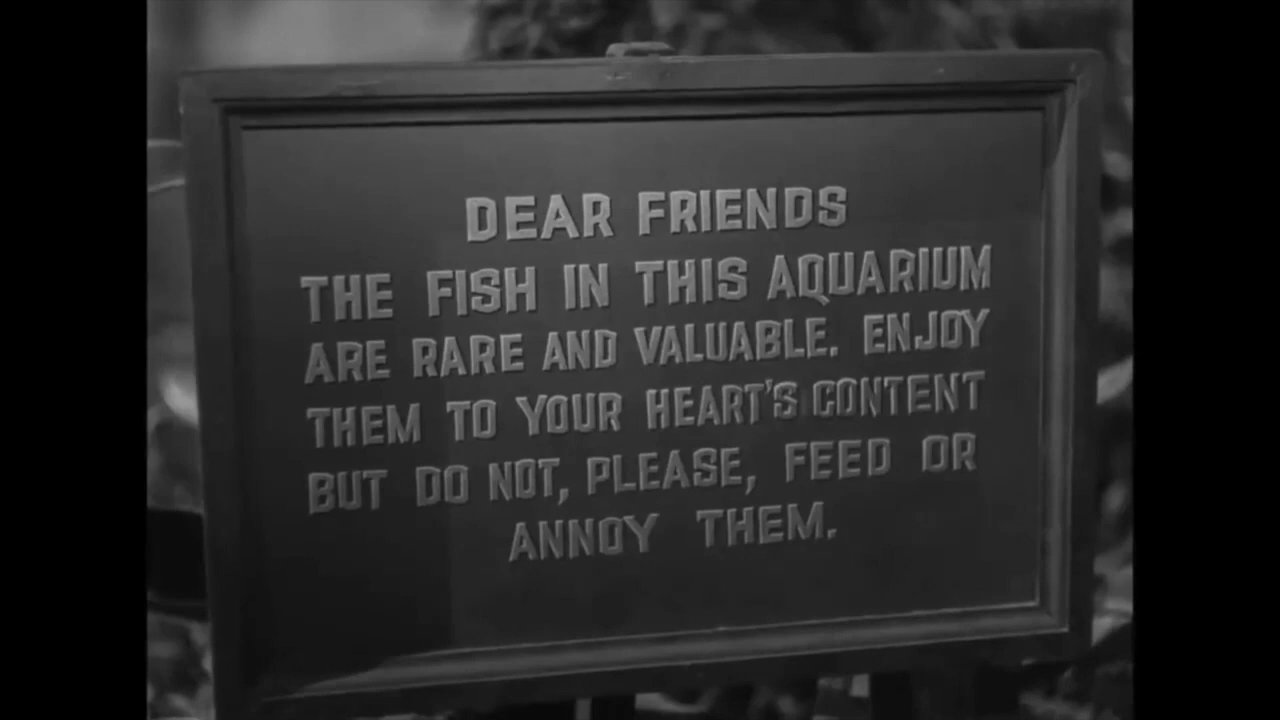 DEAR FRIENDS
THE FISH IN THIS AQUARIUM
ARE RARE AND VALUABLE. ENJOY
THEM TO YOUR HEART'S CONTENT
BUT DO NOT, PLEASE, FEED OR
ANNOY THEM.